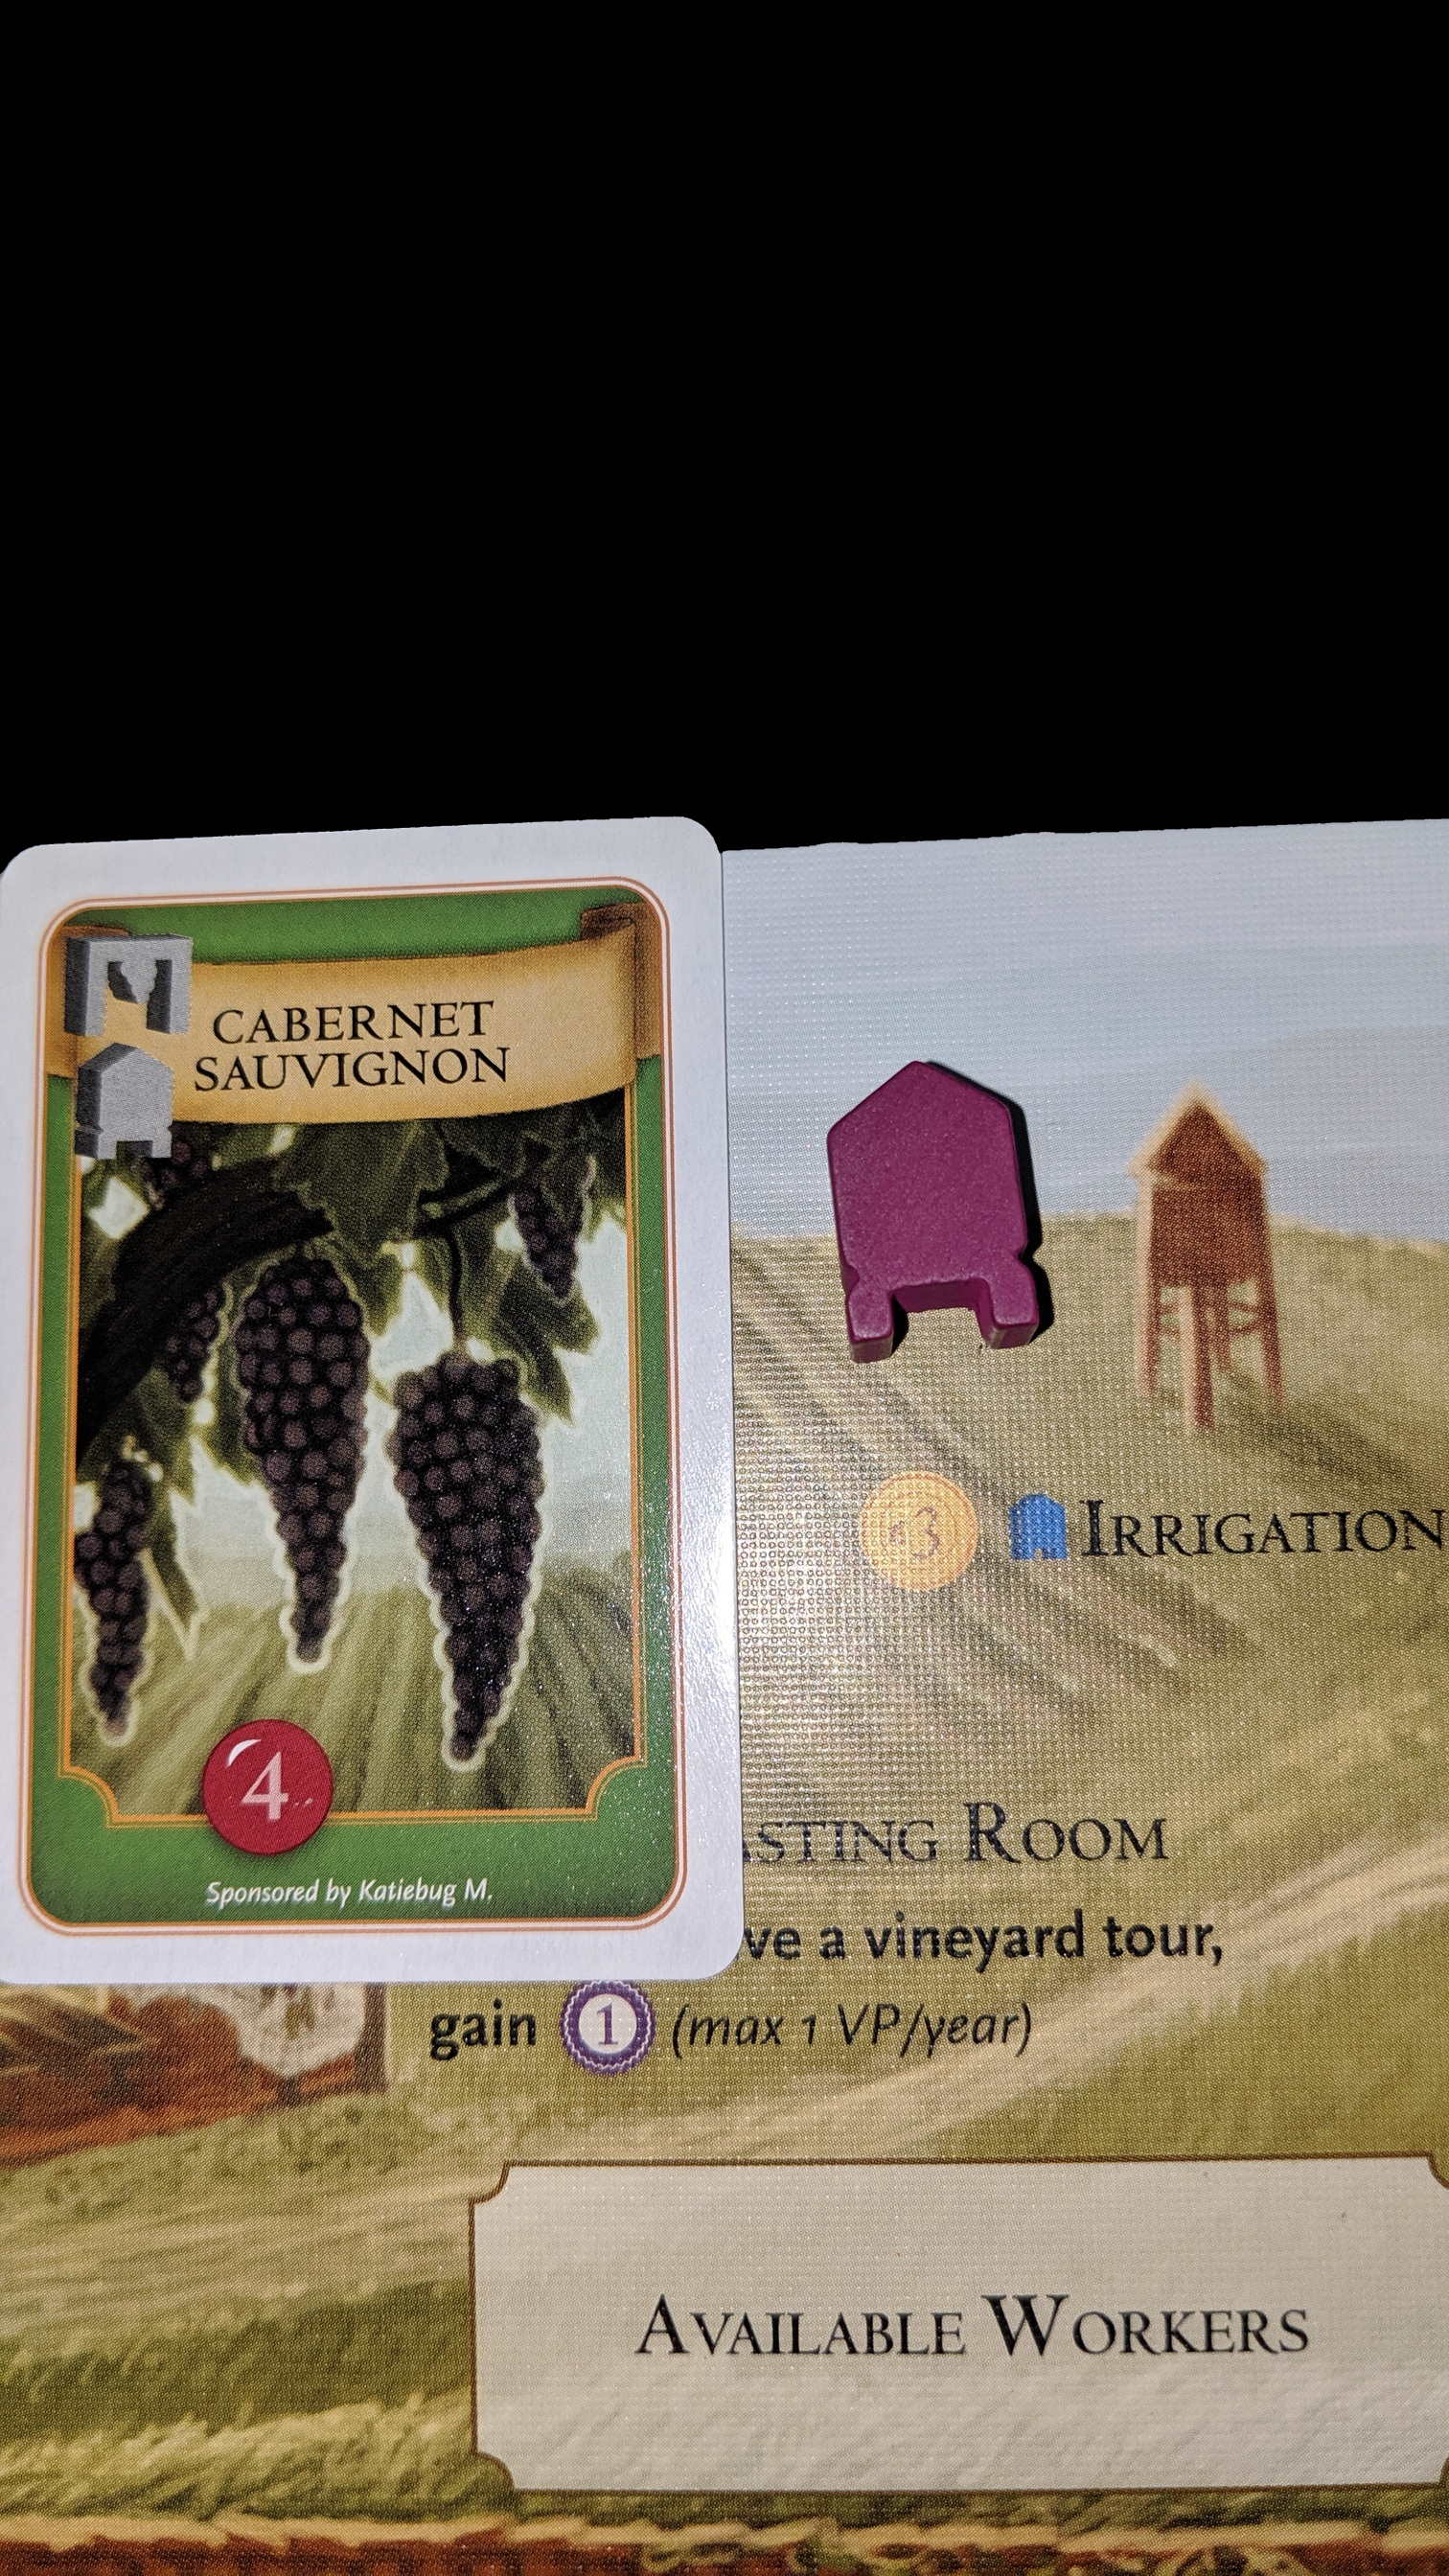 CABERNET
SAUVIGNON
4
Sponsored by Katiebug M.
3 IRRIGATION
ASTING ROOM
ve a vineyard tour,
gain 1 (max 1 VP/year)
AVAILABLE WORKERS